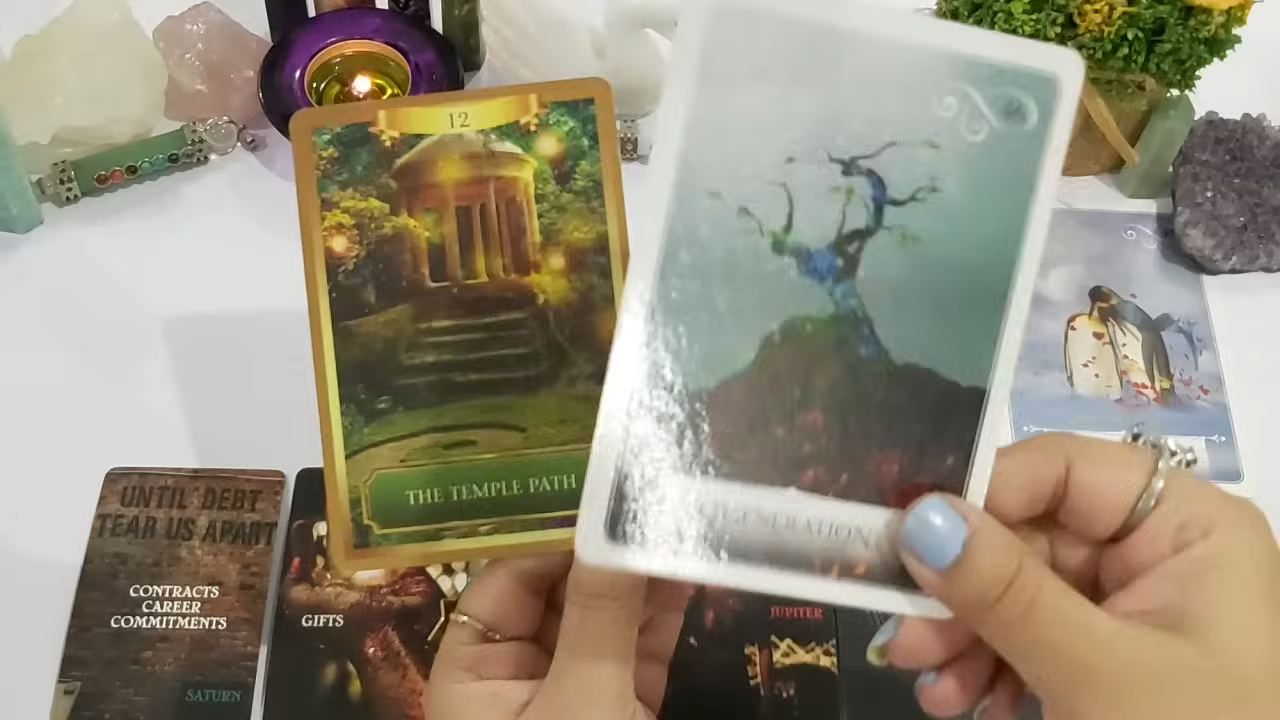 12
THE TEMPLE PATH
UNTIL DEBT
TEAR US APART
CONTRACTS
CAREER
COMMITMENTS
SATURN
GIFTS
JUPITER